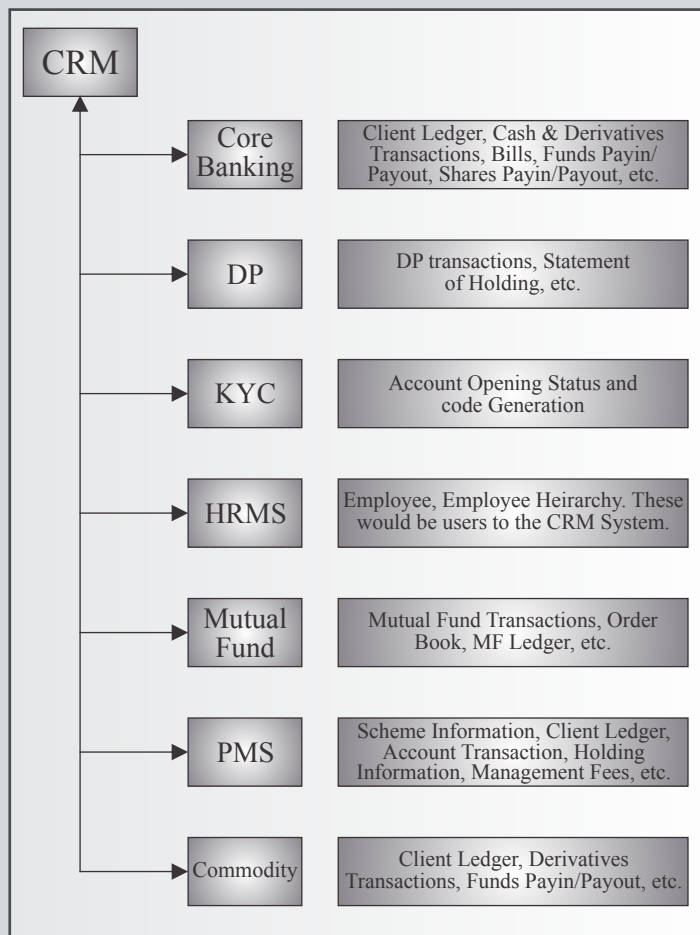 CRM
Core
Banking
Client Ledger, Cash & Derivatives
Transactions, Bills, Funds Payin/
Payout, Shares Payin/Payout, etc.
DP
DP transactions, Statement
of Holding, etc.
KYC
Account Opening Status and
code Generation
HRMS
Employee, Employee Heirarchy. These
would be users to the CRM System.
Mutual
Fund
Mutual Fund Transactions, Order
Book, MF Ledger, etc.
PMS
Scheme Information, Client Ledger,
Account Transaction, Holding
Information, Management Fees, etc.
Commodity
Client Ledger, Derivatives
Transactions, Funds Payin/Payout, etc.